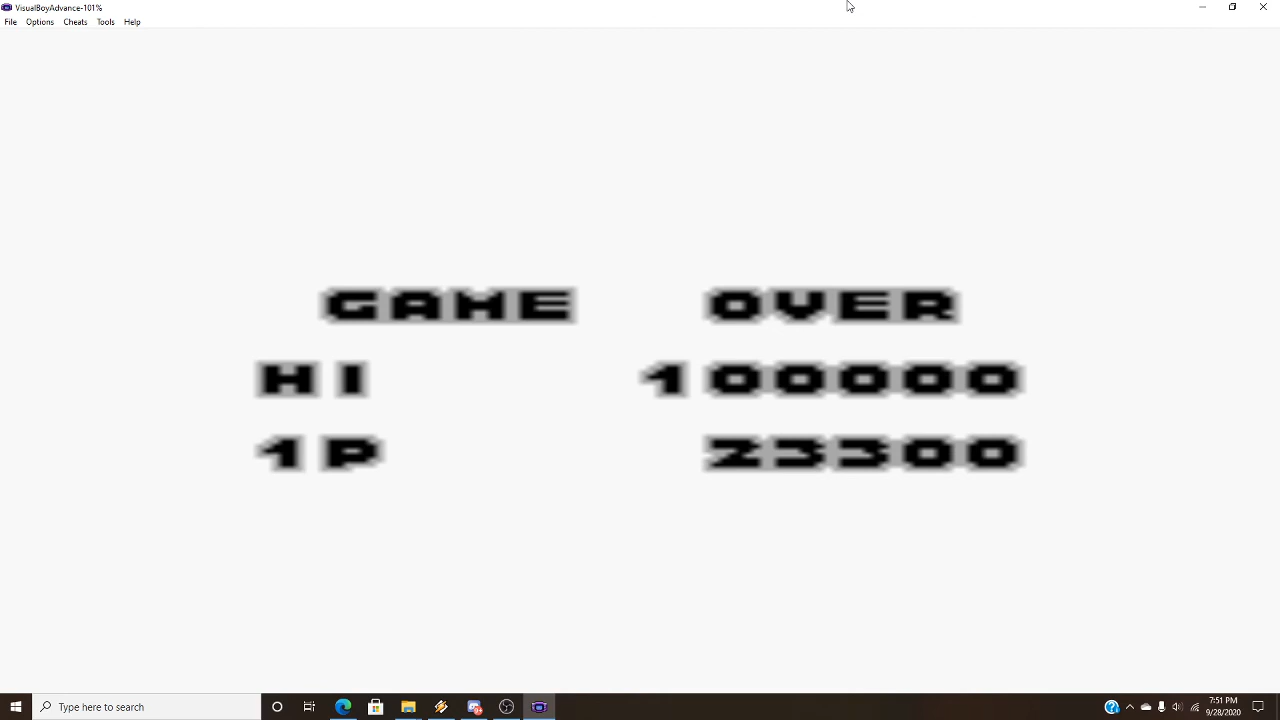 VisualBoyAdvance-101%
File Options Cheats Tools Help
GAME OVER
HI 100000
1P 23300
Type here to search
7:51 PM
9/28/2020